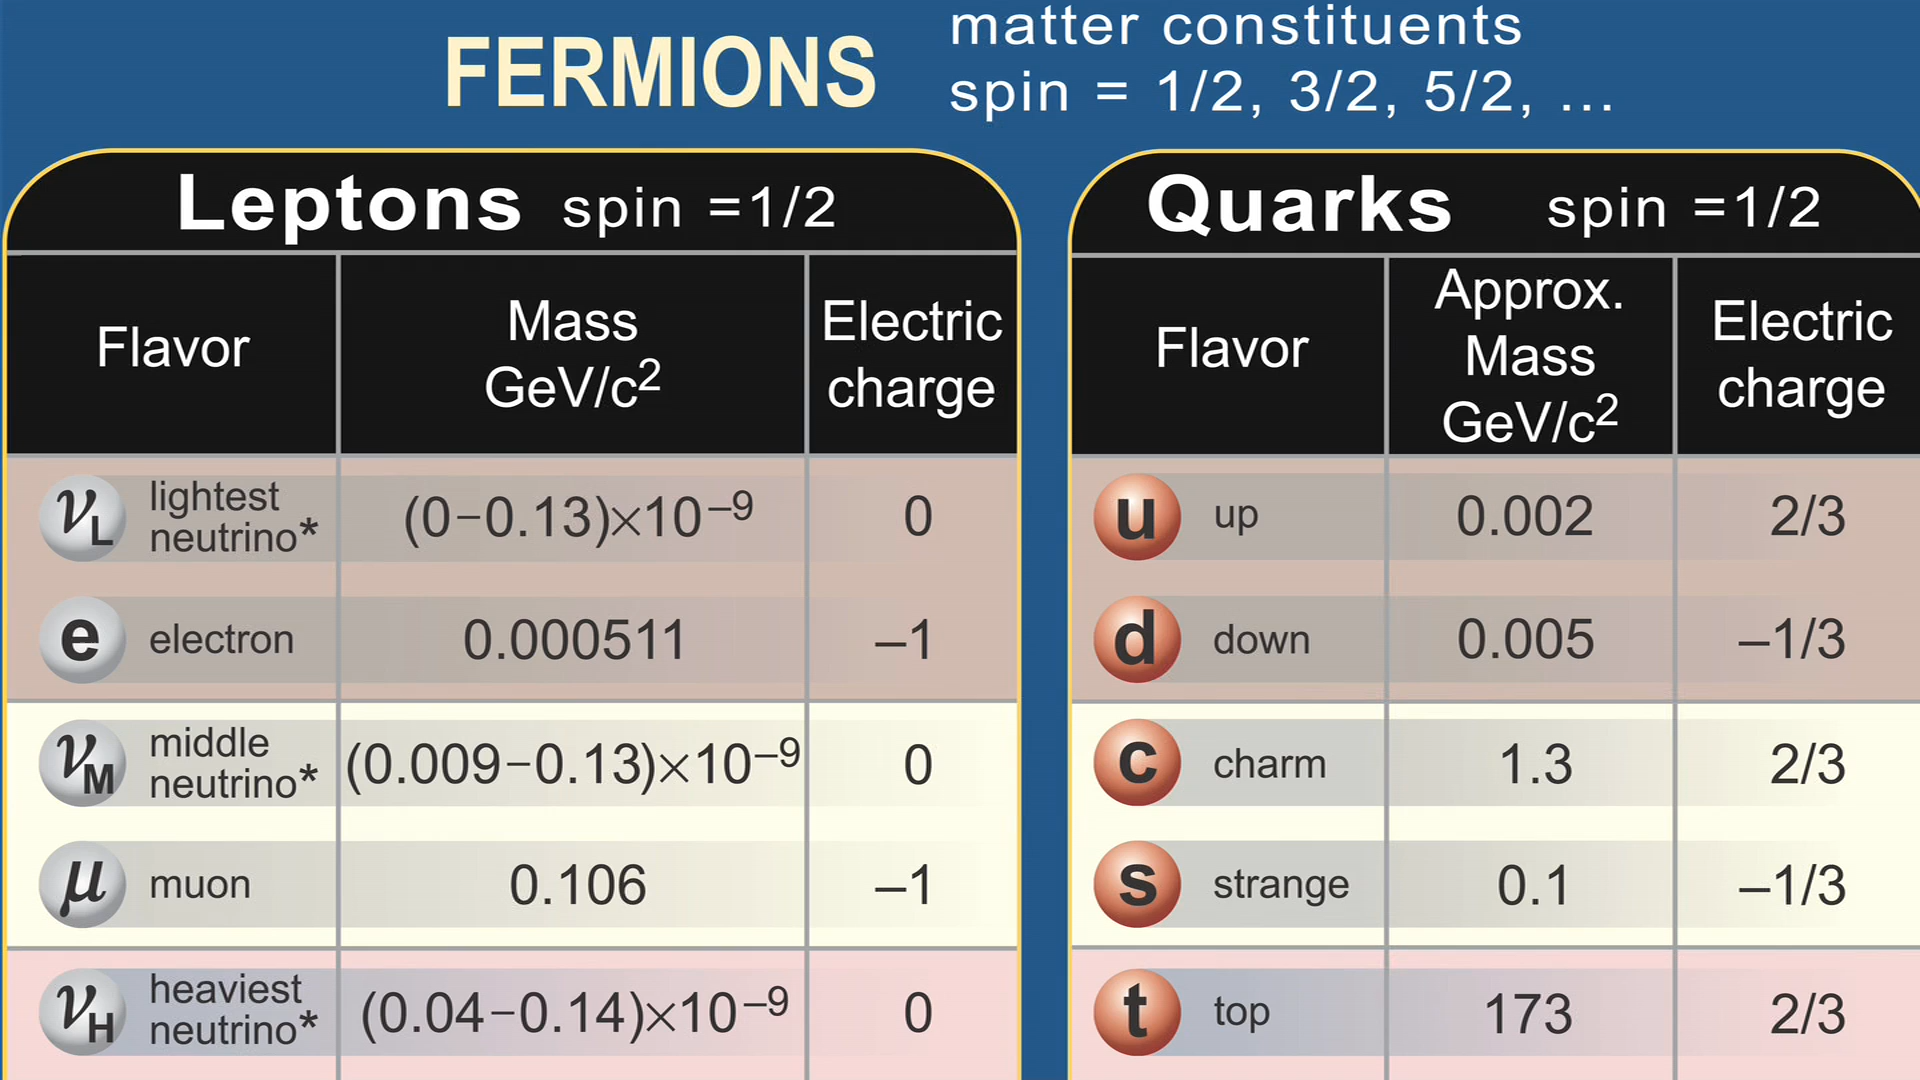 FERMIONS
matter constituents
spin = 1/2, 3/2, 5/2, …
Leptons spin =1/2
Flavor
Mass
GeV/c²
Electric
charge
νL lightest neutrino* (0–0.13)×10⁻⁹ 0
e electron 0.000511 –1
νM middle neutrino* (0.009–0.13)×10⁻⁹ 0
μ muon 0.106 –1
νH heaviest neutrino* (0.04–0.14)×10⁻⁹ 0
Quarks spin =1/2
Flavor
Approx.
Mass
GeV/c²
Electric
charge
u up 0.002 2/3
d down 0.005 –1/3
c charm 1.3 2/3
s strange 0.1 –1/3
t top 173 2/3